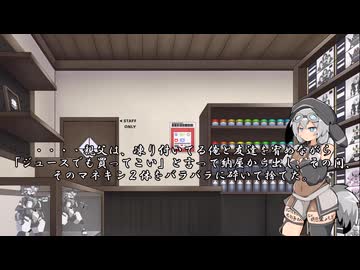 STAFF
ONLY
・・・親父は、凍り付いてる俺と友達を宥めながら
「ジュースでも買ってこい」と言って納屋から出し、その間
そのマネキン２体をバラバラに砕いて捨てた。